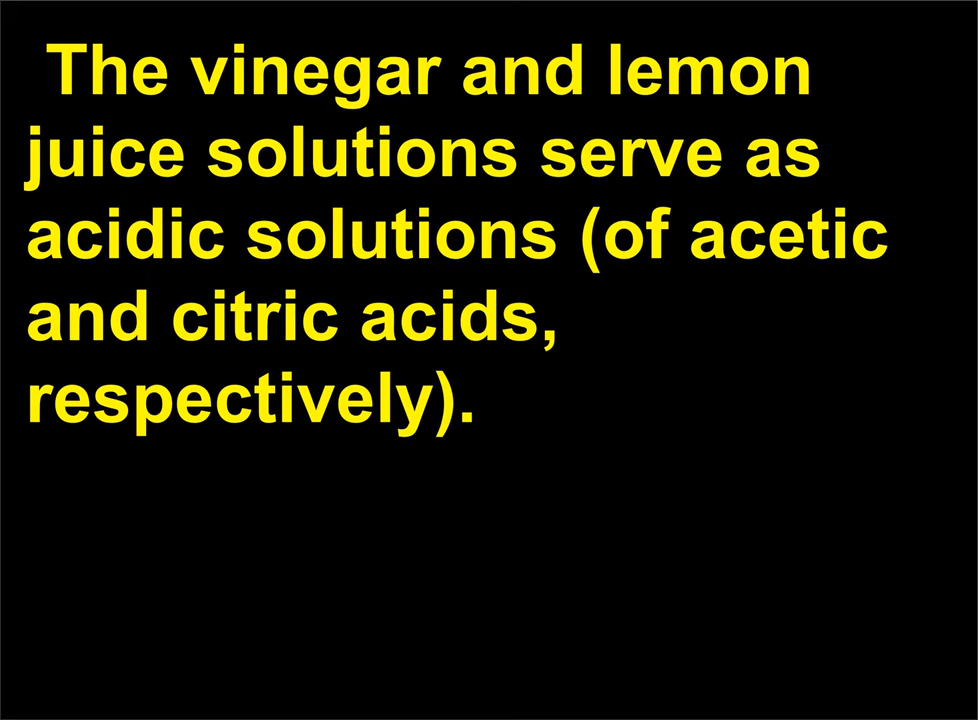 The vinegar and lemon
juice solutions serve as
acidic solutions (of acetic
and citric acids,
respectively).